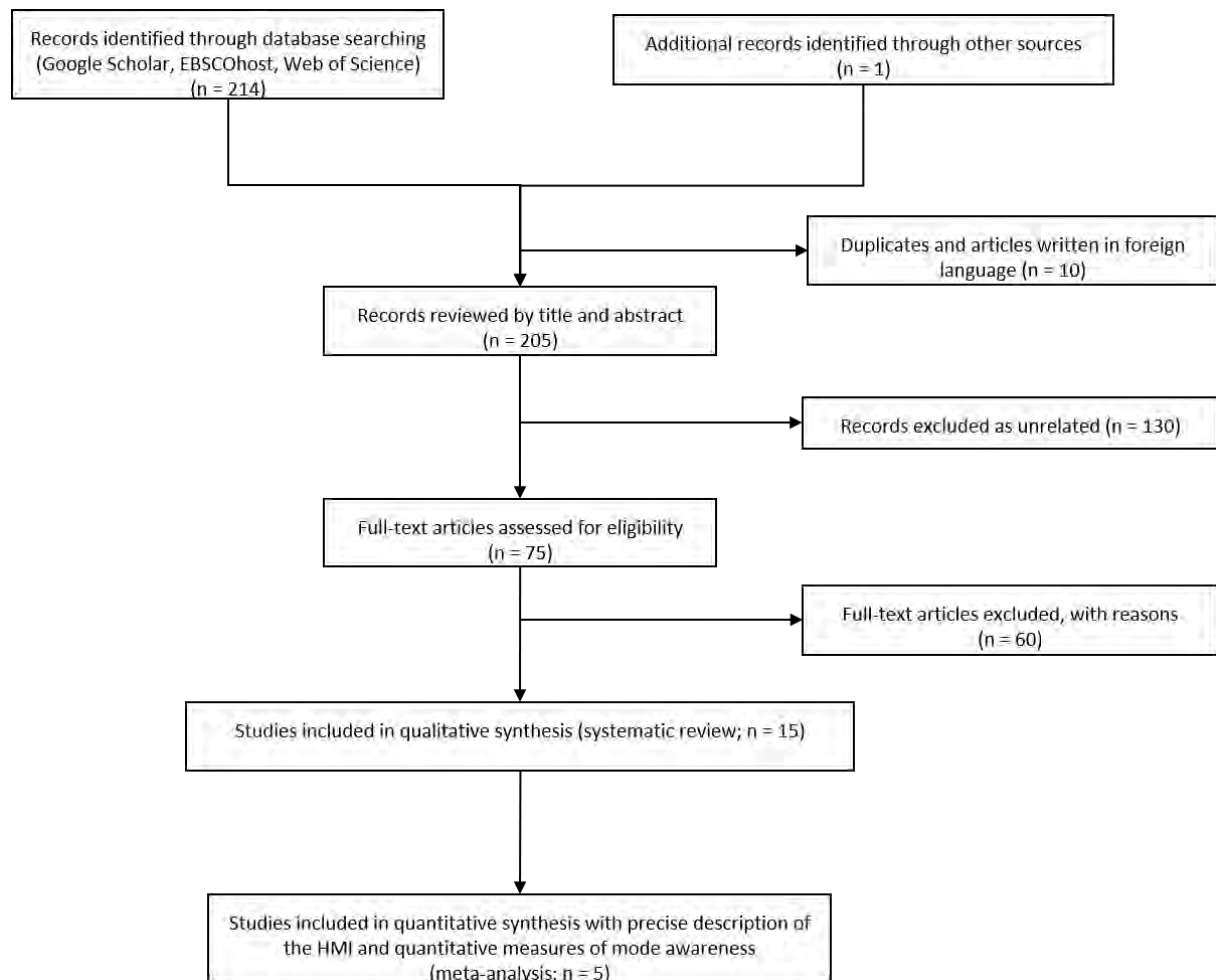 Records identified through database searching
(Google Scholar, EBSCOhost, Web of Science)
(n = 214)
Additional records identified through other sources
(n = 1)
Duplicates and articles written in foreign
language (n = 10)
Records reviewed by title and abstract
(n = 205)
Records excluded as unrelated (n = 130)
Full-text articles assessed for eligibility
(n = 75)
Full-text articles excluded, with reasons
(n = 60)
Studies included in qualitative synthesis (systematic review; n = 15)
Studies included in quantitative synthesis with precise description of
the HMI and quantitative measures of mode awareness
(meta-analysis; n = 5)